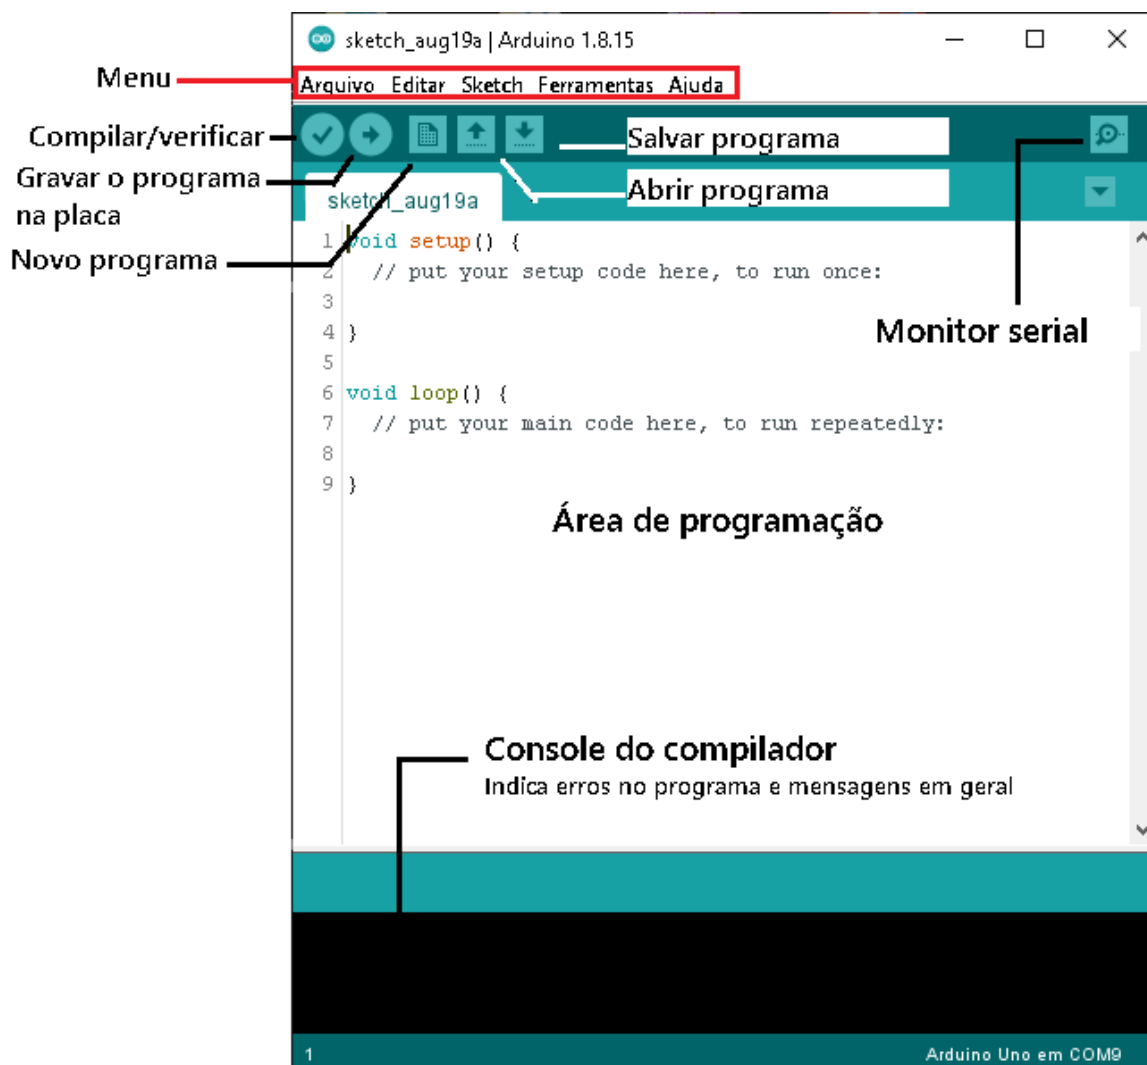 sketch_aug19a | Arduino 1.8.15
Menu
Arquivo Editar Sketch Ferramentas Ajuda
Compilar/verificar
Salvar programa
Gravar o programa
na placa
Abrir programa
sketch_aug19a
Novo programa
1 void setup() {
2 // put your setup code here, to run once:
3
4 }
Monitor serial
5
6 void loop() {
7 // put your main code here, to run repeatedly:
8
9 }
Área de programação
Console do compilador
Indica erros no programa e mensagens em geral
1
Arduino Uno em COM9